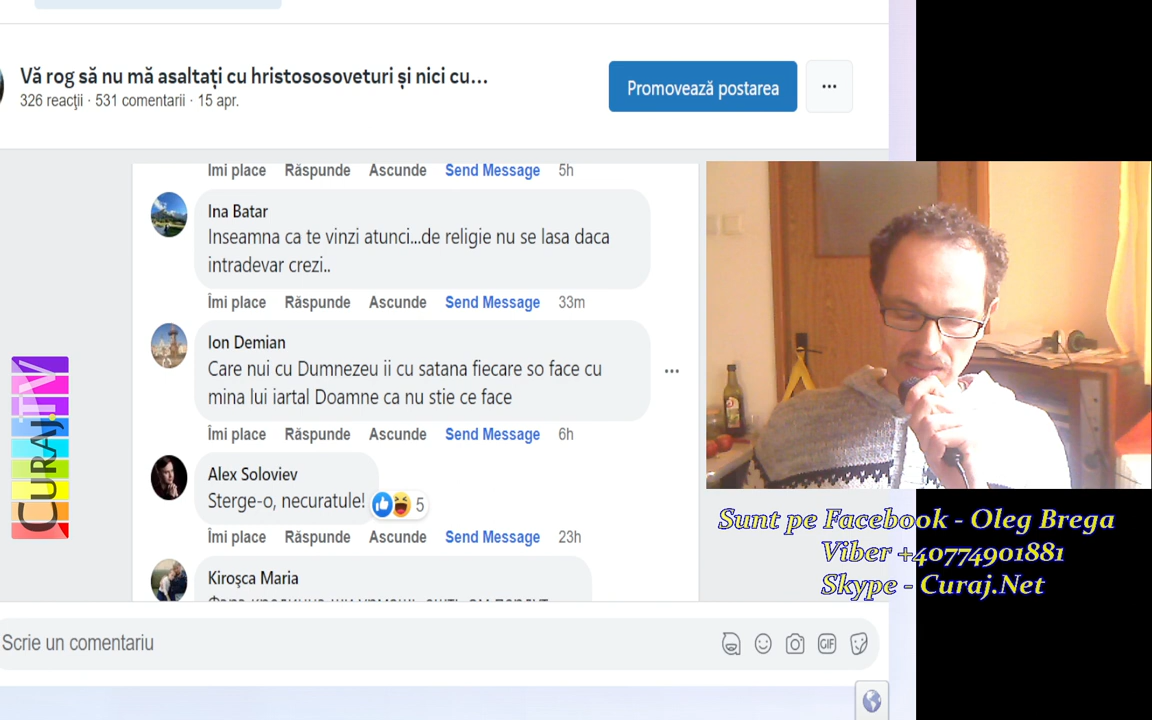 Vă rog să nu mă asaltați cu hristososoveturi și nici cu...
326 reacții · 531 comentarii · 15 apr.
Promovează postarea
Îmi place Răspunde Ascunde Send Message 5h
Ina Batar
Inseamna ca te vinzi atunci...de religie nu se lasa daca
intradevar crezi..
Îmi place Răspunde Ascunde Send Message 33m
Ion Demian
Care nui cu Dumnezeu ii cu satana fiecare so face cu
mina lui iartal Doamne ca nu stie ce face
Îmi place Răspunde Ascunde Send Message 6h
Alex Soloviev
Sterge-o, necuratule!
5
Îmi place Răspunde Ascunde Send Message 23h
Kiroşca Maria
Scrie un comentariu
GIF
CURAJ.TV
Sunt pe Facebook - Oleg Brega
Viber +40774901881
Skype - Curaj.Net